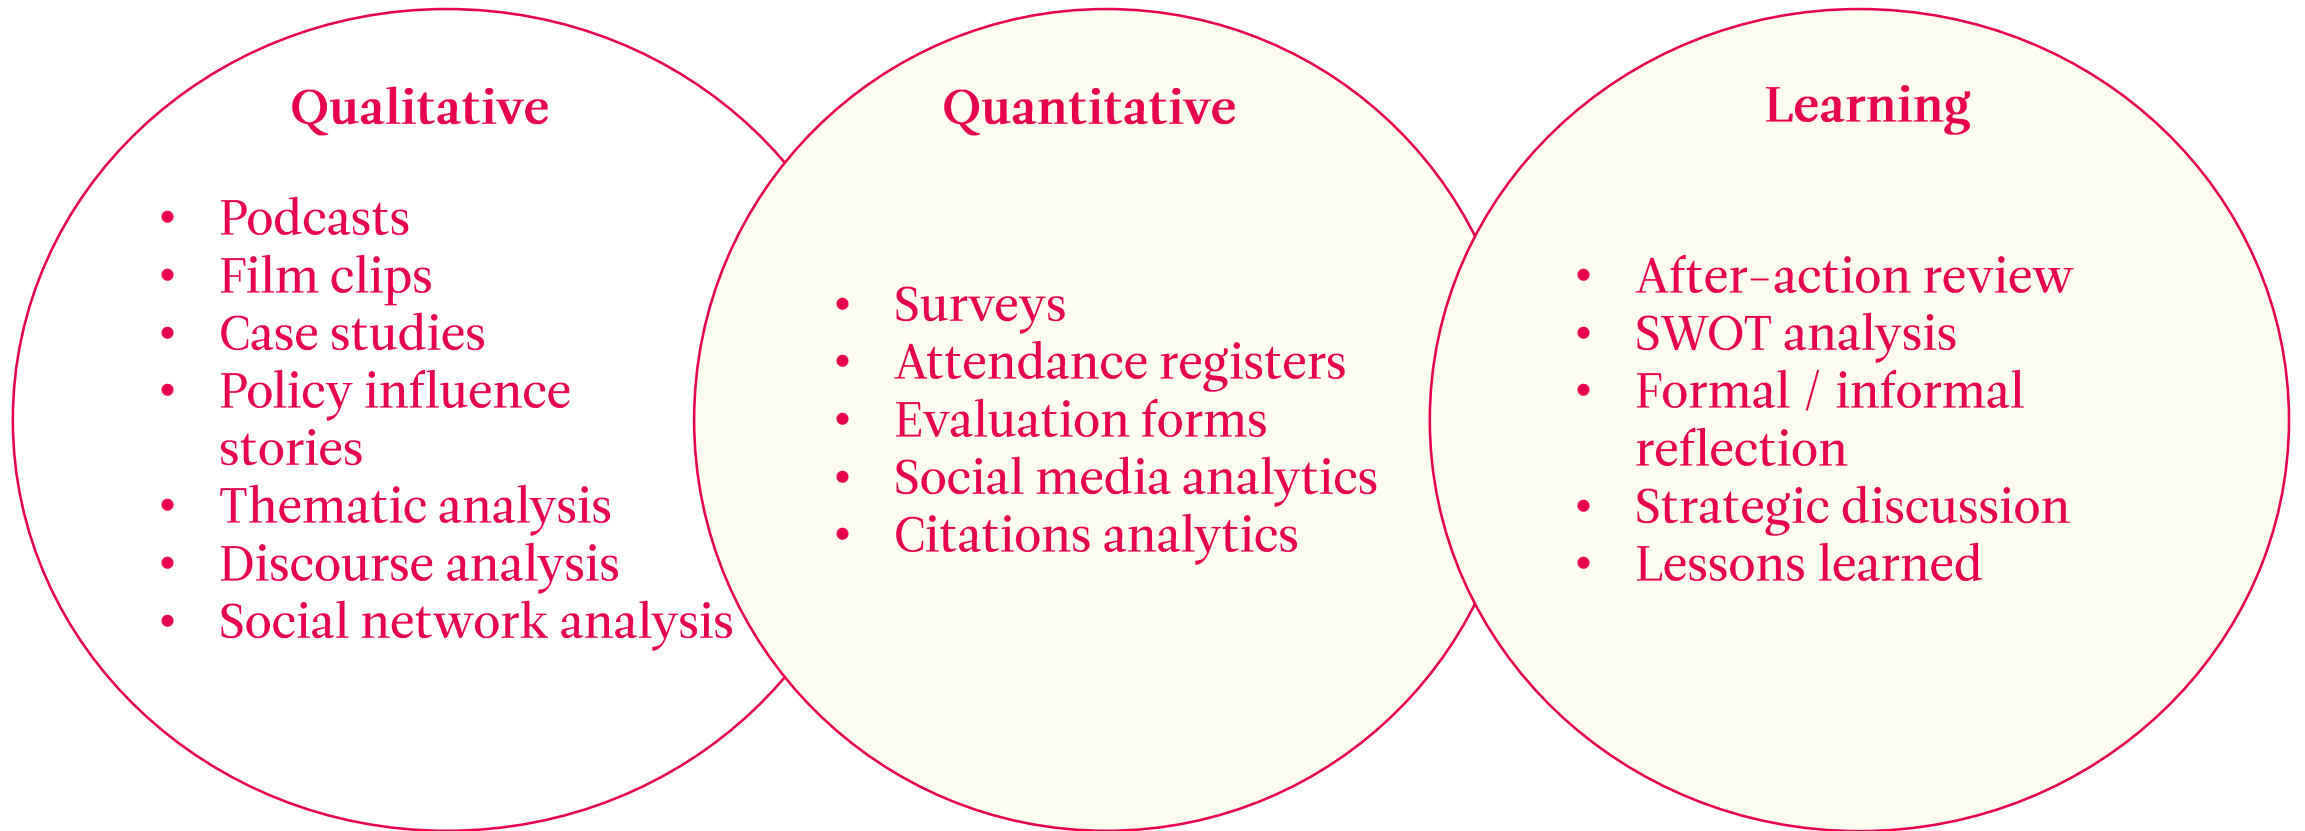 Qualitative
• Podcasts
• Film clips
• Case studies
• Policy influence
stories
• Thematic analysis
• Discourse analysis
• Social network analysis
Quantitative
• Surveys
• Attendance registers
• Evaluation forms
• Social media analytics
• Citations analytics
Learning
• After-action review
• SWOT analysis
• Formal / informal
reflection
• Strategic discussion
• Lessons learned